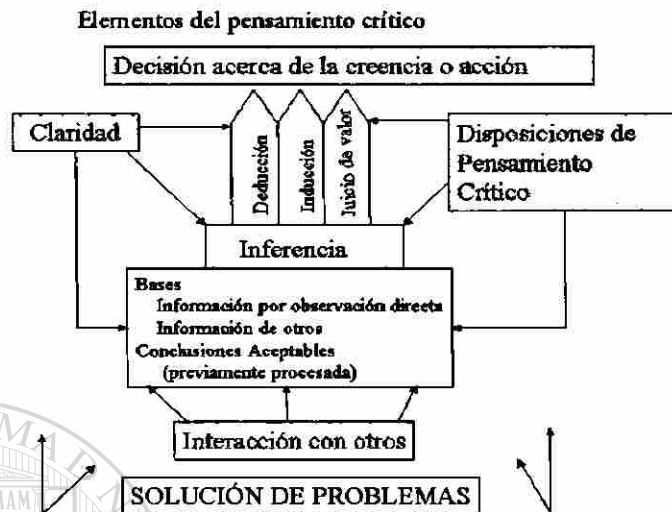 Elementos del pensamiento crítico
Decisión acerca de la creencia o acción
Claridad
Deducción
Inducción
Juicio de valor
Disposiciones de
Pensamiento
Crítico
Inferencia
Bases
Información por observación directa
Información de otros
Conclusiones Aceptables
(previamente procesada)
Interacción con otros
SOLUCIÓN DE PROBLEMAS